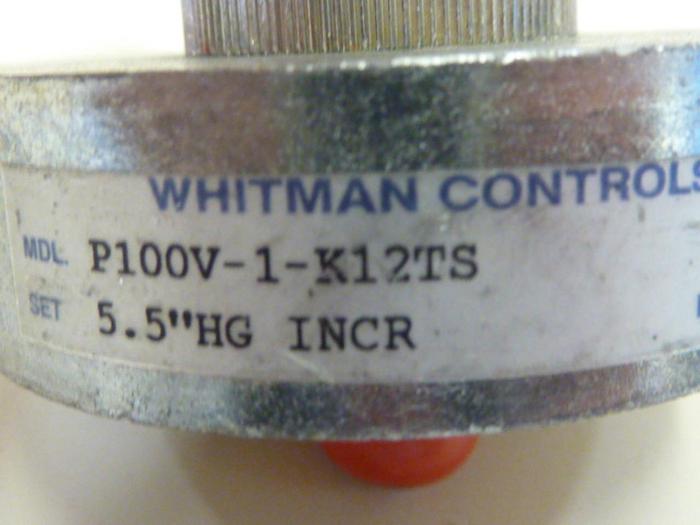 WHITMAN CONTROLS
MDL. P100V-1-K12TS
SET 5.5"HG INCR